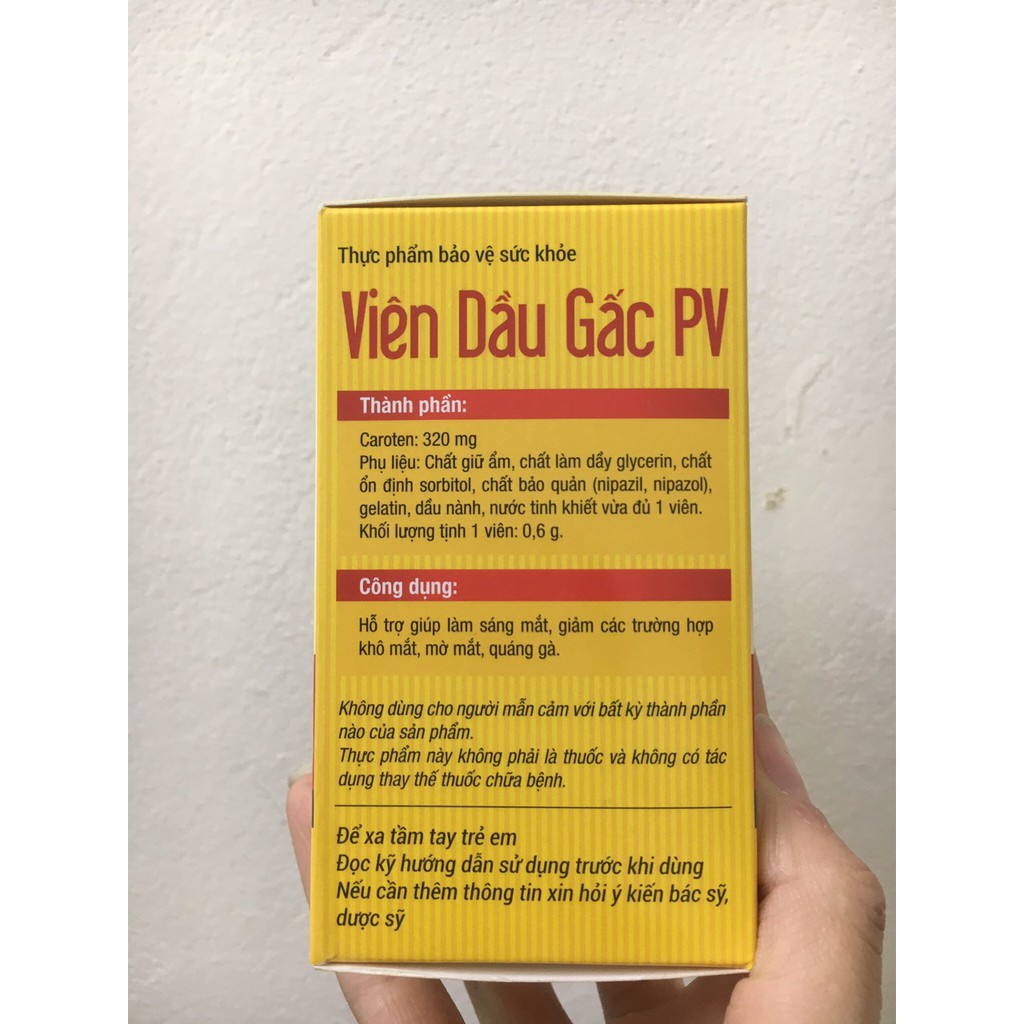 Thực phẩm bảo vệ sức khỏe
Viên Dầu Gấc PV
Thành phần:
Caroten: 320 mg
Phụ liệu: Chất giữ ẩm, chất làm dầy glycerin, chất
ổn định sorbitol, chất bảo quản (nipazil, nipazol),
gelatin, dầu nành, nước tinh khiết vừa đủ 1 viên.
Khối lượng tịnh 1 viên: 0,6 g.
Công dụng:
Hỗ trợ giúp làm sáng mắt, giảm các trường hợp
khô mắt, mờ mắt, quáng gà.
Không dùng cho người mẫn cảm với bất kỳ thành phần
nào của sản phẩm.
Thực phẩm này không phải là thuốc và không có tác
dụng thay thế thuốc chữa bệnh.
Để xa tầm tay trẻ em
Đọc kỹ hướng dẫn sử dụng trước khi dùng
Nếu cần thêm thông tin xin hỏi ý kiến bác sỹ,
dược sỹ